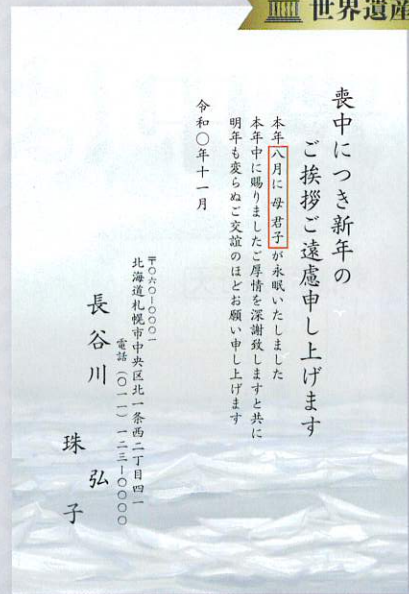 世界遺産
喪中につき新年の
ご挨拶ご遠慮申し上げます
本年八月に 母 君子 が永眠いたしました
本年中に賜りましたご厚情を深謝致しますと共に
明年も変らぬご交誼のほどお願い申し上げます
令和〇年十一月
〒〇六〇-〇〇〇一
北海道札幌市中央区北一条西二丁目四一
電話 (〇一一) 一二三-〇〇〇〇
長谷川 弘
珠子